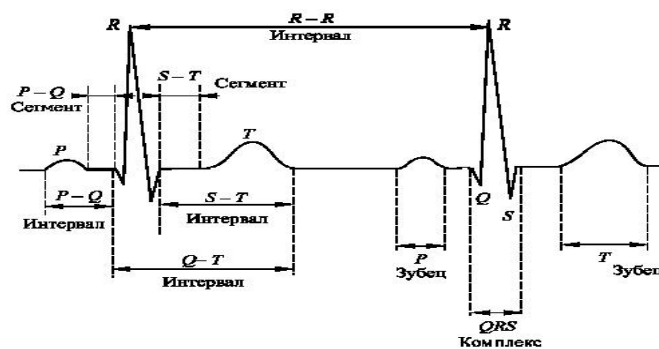 R
R – R
Интервал
R
P – Q
Сегмент
S – T
Сегмент
P
T
P – Q
Интервал
S – T
Интервал
Q – T
Интервал
P
Зубец
Q
S
T
Зубец
QRS
Комплекс